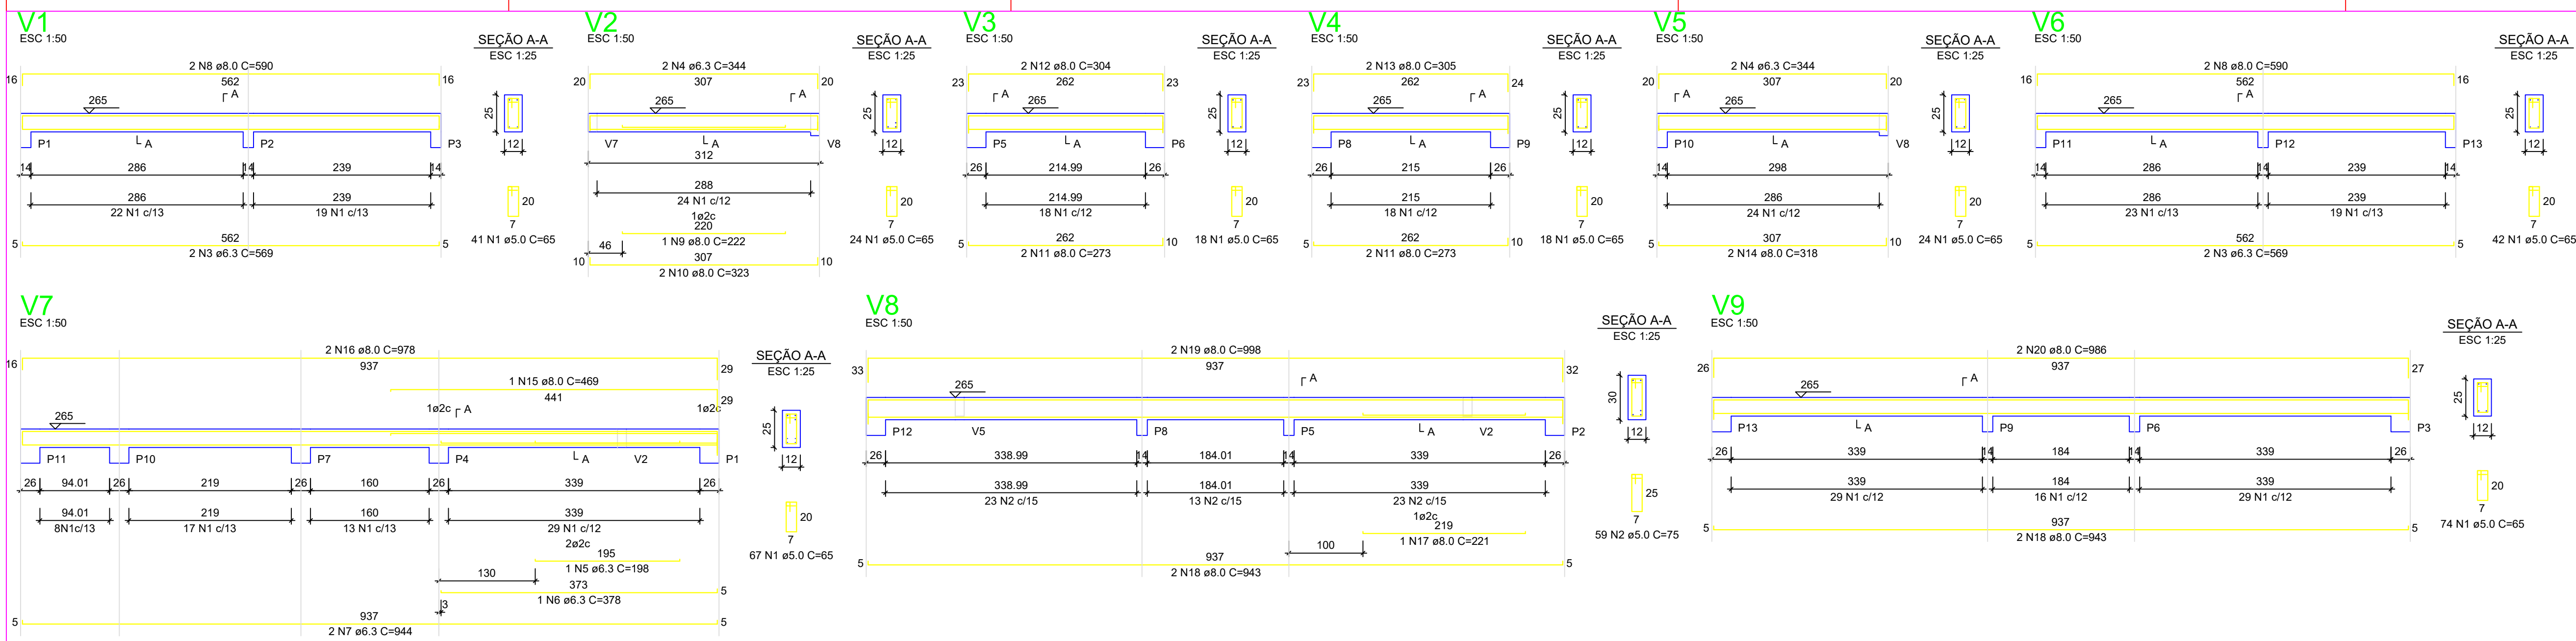 V1
ESC 1:50
SEÇÃO A-A
ESC 1:25
2 N8 ø8.0 C=590
16 562 16
A
265
25
P1 A P2 P3
12
14 286 14 239 14
286 239
22 N1 c/13 19 N1 c/13
20
7
41 N1 ø5.0 C=65
5 562 5
2 N3 ø6.3 C=569
V2
ESC 1:50
SEÇÃO A-A
ESC 1:25
2 N4 ø6.3 C=344
20 307 20
A
265
25
V7 A V8
12
312
288
24 N1 c/12
20
7
24 N1 ø5.0 C=65
1ø2c
220
1 N9 ø8.0 C=222
46
10 307 10
2 N10 ø8.0 C=323
V3
ESC 1:50
SEÇÃO A-A
ESC 1:25
2 N12 ø8.0 C=304
23 262 23
A
265
25
P5 A P6
12
26 214.99 26
214.99
18 N1 c/12
20
7
18 N1 ø5.0 C=65
5 262 10
2 N11 ø8.0 C=273
V4
ESC 1:50
SEÇÃO A-A
ESC 1:25
2 N13 ø8.0 C=305
23 262 24
A
265
25
P8 A P9
12
26 215 26
215
18 N1 c/12
20
7
18 N1 ø5.0 C=65
5 262 10
2 N11 ø8.0 C=273
V5
ESC 1:50
SEÇÃO A-A
ESC 1:25
2 N4 ø6.3 C=344
20 307 20
A
265
25
P10 A V8
12
14 298
286
24 N1 c/12
20
7
24 N1 ø5.0 C=65
5 307 10
2 N14 ø8.0 C=318
V6
ESC 1:50
SEÇÃO A-A
ESC 1:25
2 N8 ø8.0 C=590
16 562 16
A
265
25
P11 A P12 P13
12
14 286 14 239 14
286 239
23 N1 c/13 19 N1 c/13
20
7
42 N1 ø5.0 C=65
5 562 5
2 N3 ø6.3 C=569
V7
ESC 1:50
SEÇÃO A-A
ESC 1:25
2 N16 ø8.0 C=978
16 937 29
1 N15 ø8.0 C=469
441 29
1ø2c A 1ø2c
265
25
P11 P10 P7 P4 A V2 P1
12
26 94.01 26 219 26 160 26 339 26
94.01 219 160 339
8N1c/13 17 N1 c/13 13 N1 c/13 29 N1 c/12
20
7
67 N1 ø5.0 C=65
2ø2c
195
1 N5 ø6.3 C=198
130
373 5
1 N6 ø6.3 C=378
3
5 937 5
2 N7 ø6.3 C=944
V8
ESC 1:50
SEÇÃO A-A
ESC 1:25
2 N19 ø8.0 C=998
33 937 32
A
265
30
P12 V5 P8 P5 A V2 P2
12
26 338.99 14 184.01 14 339 26
338.99 184.01 339
23 N2 c/15 13 N2 c/15 23 N2 c/15
25
7
59 N2 ø5.0 C=75
1ø2c
219
1 N17 ø8.0 C=221
100
5 937 5
2 N18 ø8.0 C=943
V9
ESC 1:50
SEÇÃO A-A
ESC 1:25
2 N20 ø8.0 C=986
26 937 27
A
265
25
P13 A P9 P6 P3
12
26 339 14 184 14 339 26
339 184 339
29 N1 c/12 16 N1 c/12 29 N1 c/12
20
7
74 N1 ø5.0 C=65
5 937 5
2 N18 ø8.0 C=943